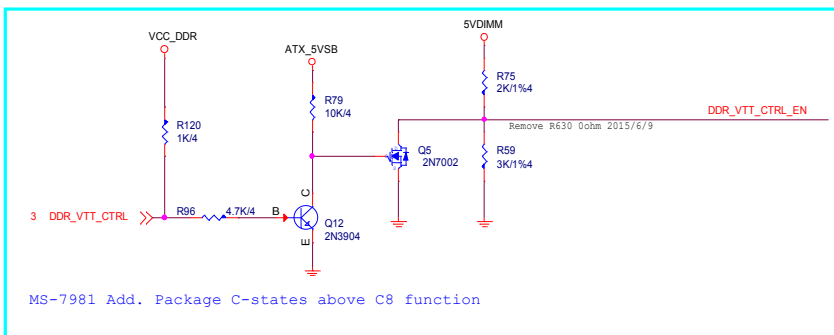 VCC_DDR
ATX_5VSB
5VDIMM
R75
2K/1%4
R79
10K/4
DDR_VTT_CTRL_EN
Remove R630 0ohm 2015/6/9
R120
1K/4
Q5
2N7002
R59
3K/1%4
C
3 DDR_VTT_CTRL
R96
4.7K/4
B
Q12
2N3904
E
MS-7981 Add. Package C-states above C8 function